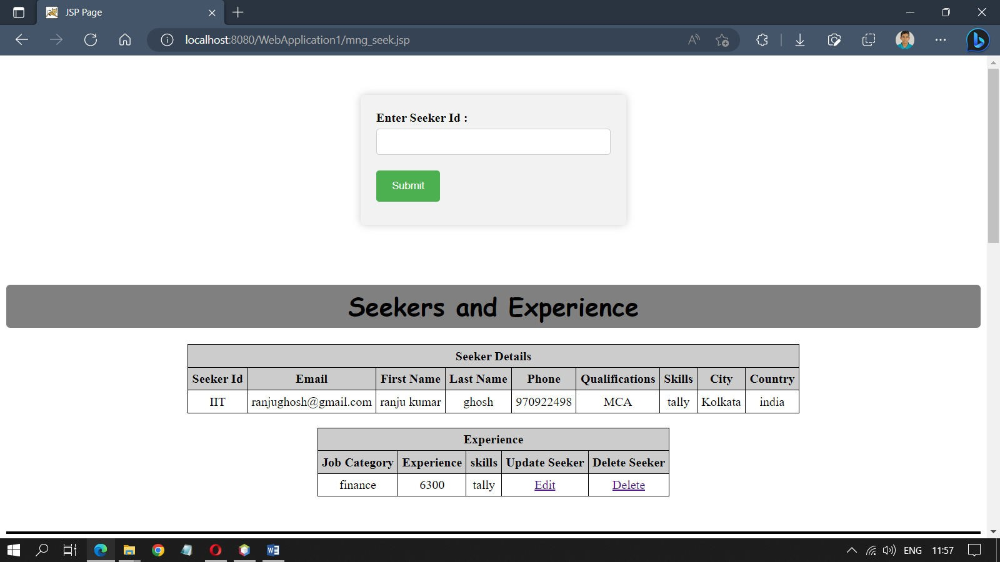 JSP Page
localhost:8080/WebApplication1/mng_seek.jsp
Enter Seeker Id :
Submit
Seekers and Experience
Seeker Details
Seeker Id Email First Name Last Name Phone Qualifications Skills City Country
IIT ranjughosh@gmail.com ranju kumar ghosh 970922498 MCA tally Kolkata india
Experience
Job Category Experience skills Update Seeker Delete Seeker
finance 6300 tally Edit Delete
ENG 11:57